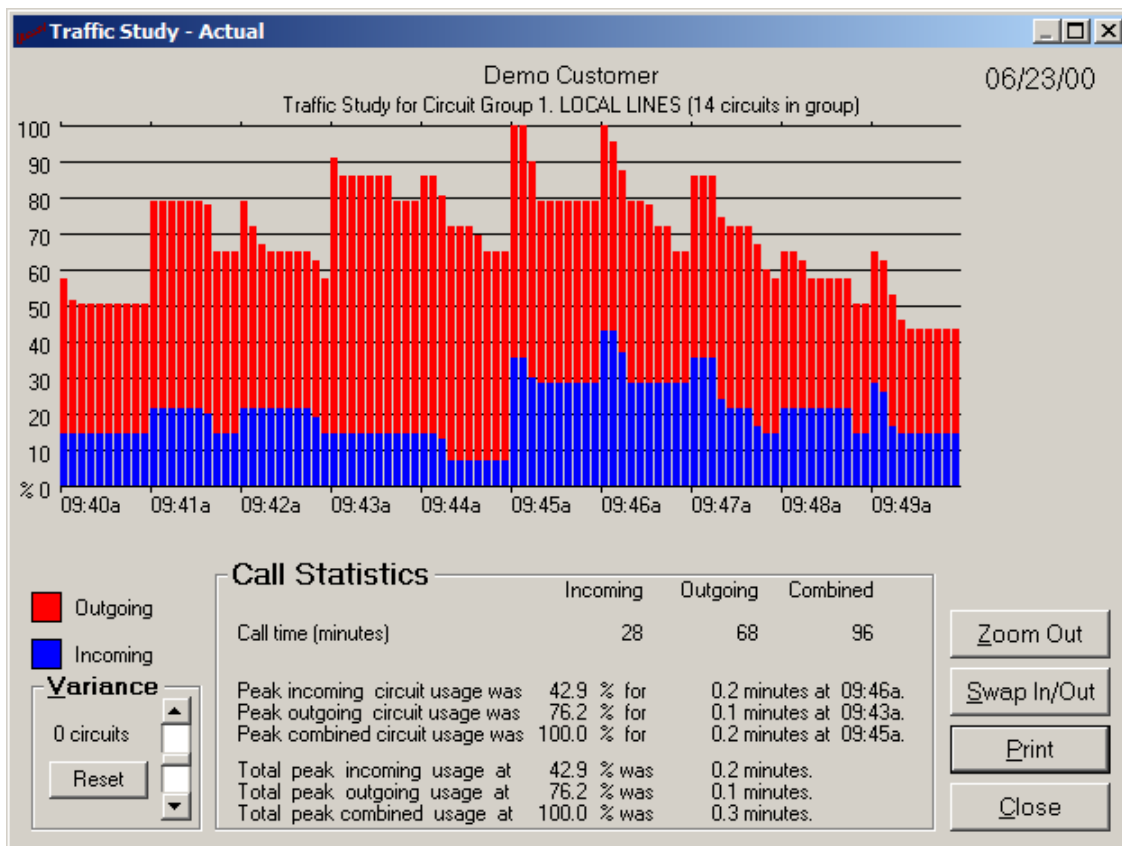 Traffic Study - Actual
Demo Customer
06/23/00
Traffic Study for Circuit Group 1. LOCAL LINES (14 circuits in group)
100
90
80
70
60
50
40
30
20
10
% 0
09:40a 09:41a 09:42a 09:43a 09:44a 09:45a 09:46a 09:47a 09:48a 09:49a
Outgoing
Incoming
Variance
0 circuits
Reset
Call Statistics
Incoming Outgoing Combined
Call time (minutes) 28 68 96
Peak incoming circuit usage was 42.9 % for 0.2 minutes at 09:46a.
Peak outgoing circuit usage was 76.2 % for 0.1 minutes at 09:43a.
Peak combined circuit usage was 100.0 % for 0.2 minutes at 09:45a.
Total peak incoming usage at 42.9 % was 0.2 minutes.
Total peak outgoing usage at 76.2 % was 0.1 minutes.
Total peak combined usage at 100.0 % was 0.3 minutes.
Zoom Out
Swap In/Out
Print
Close